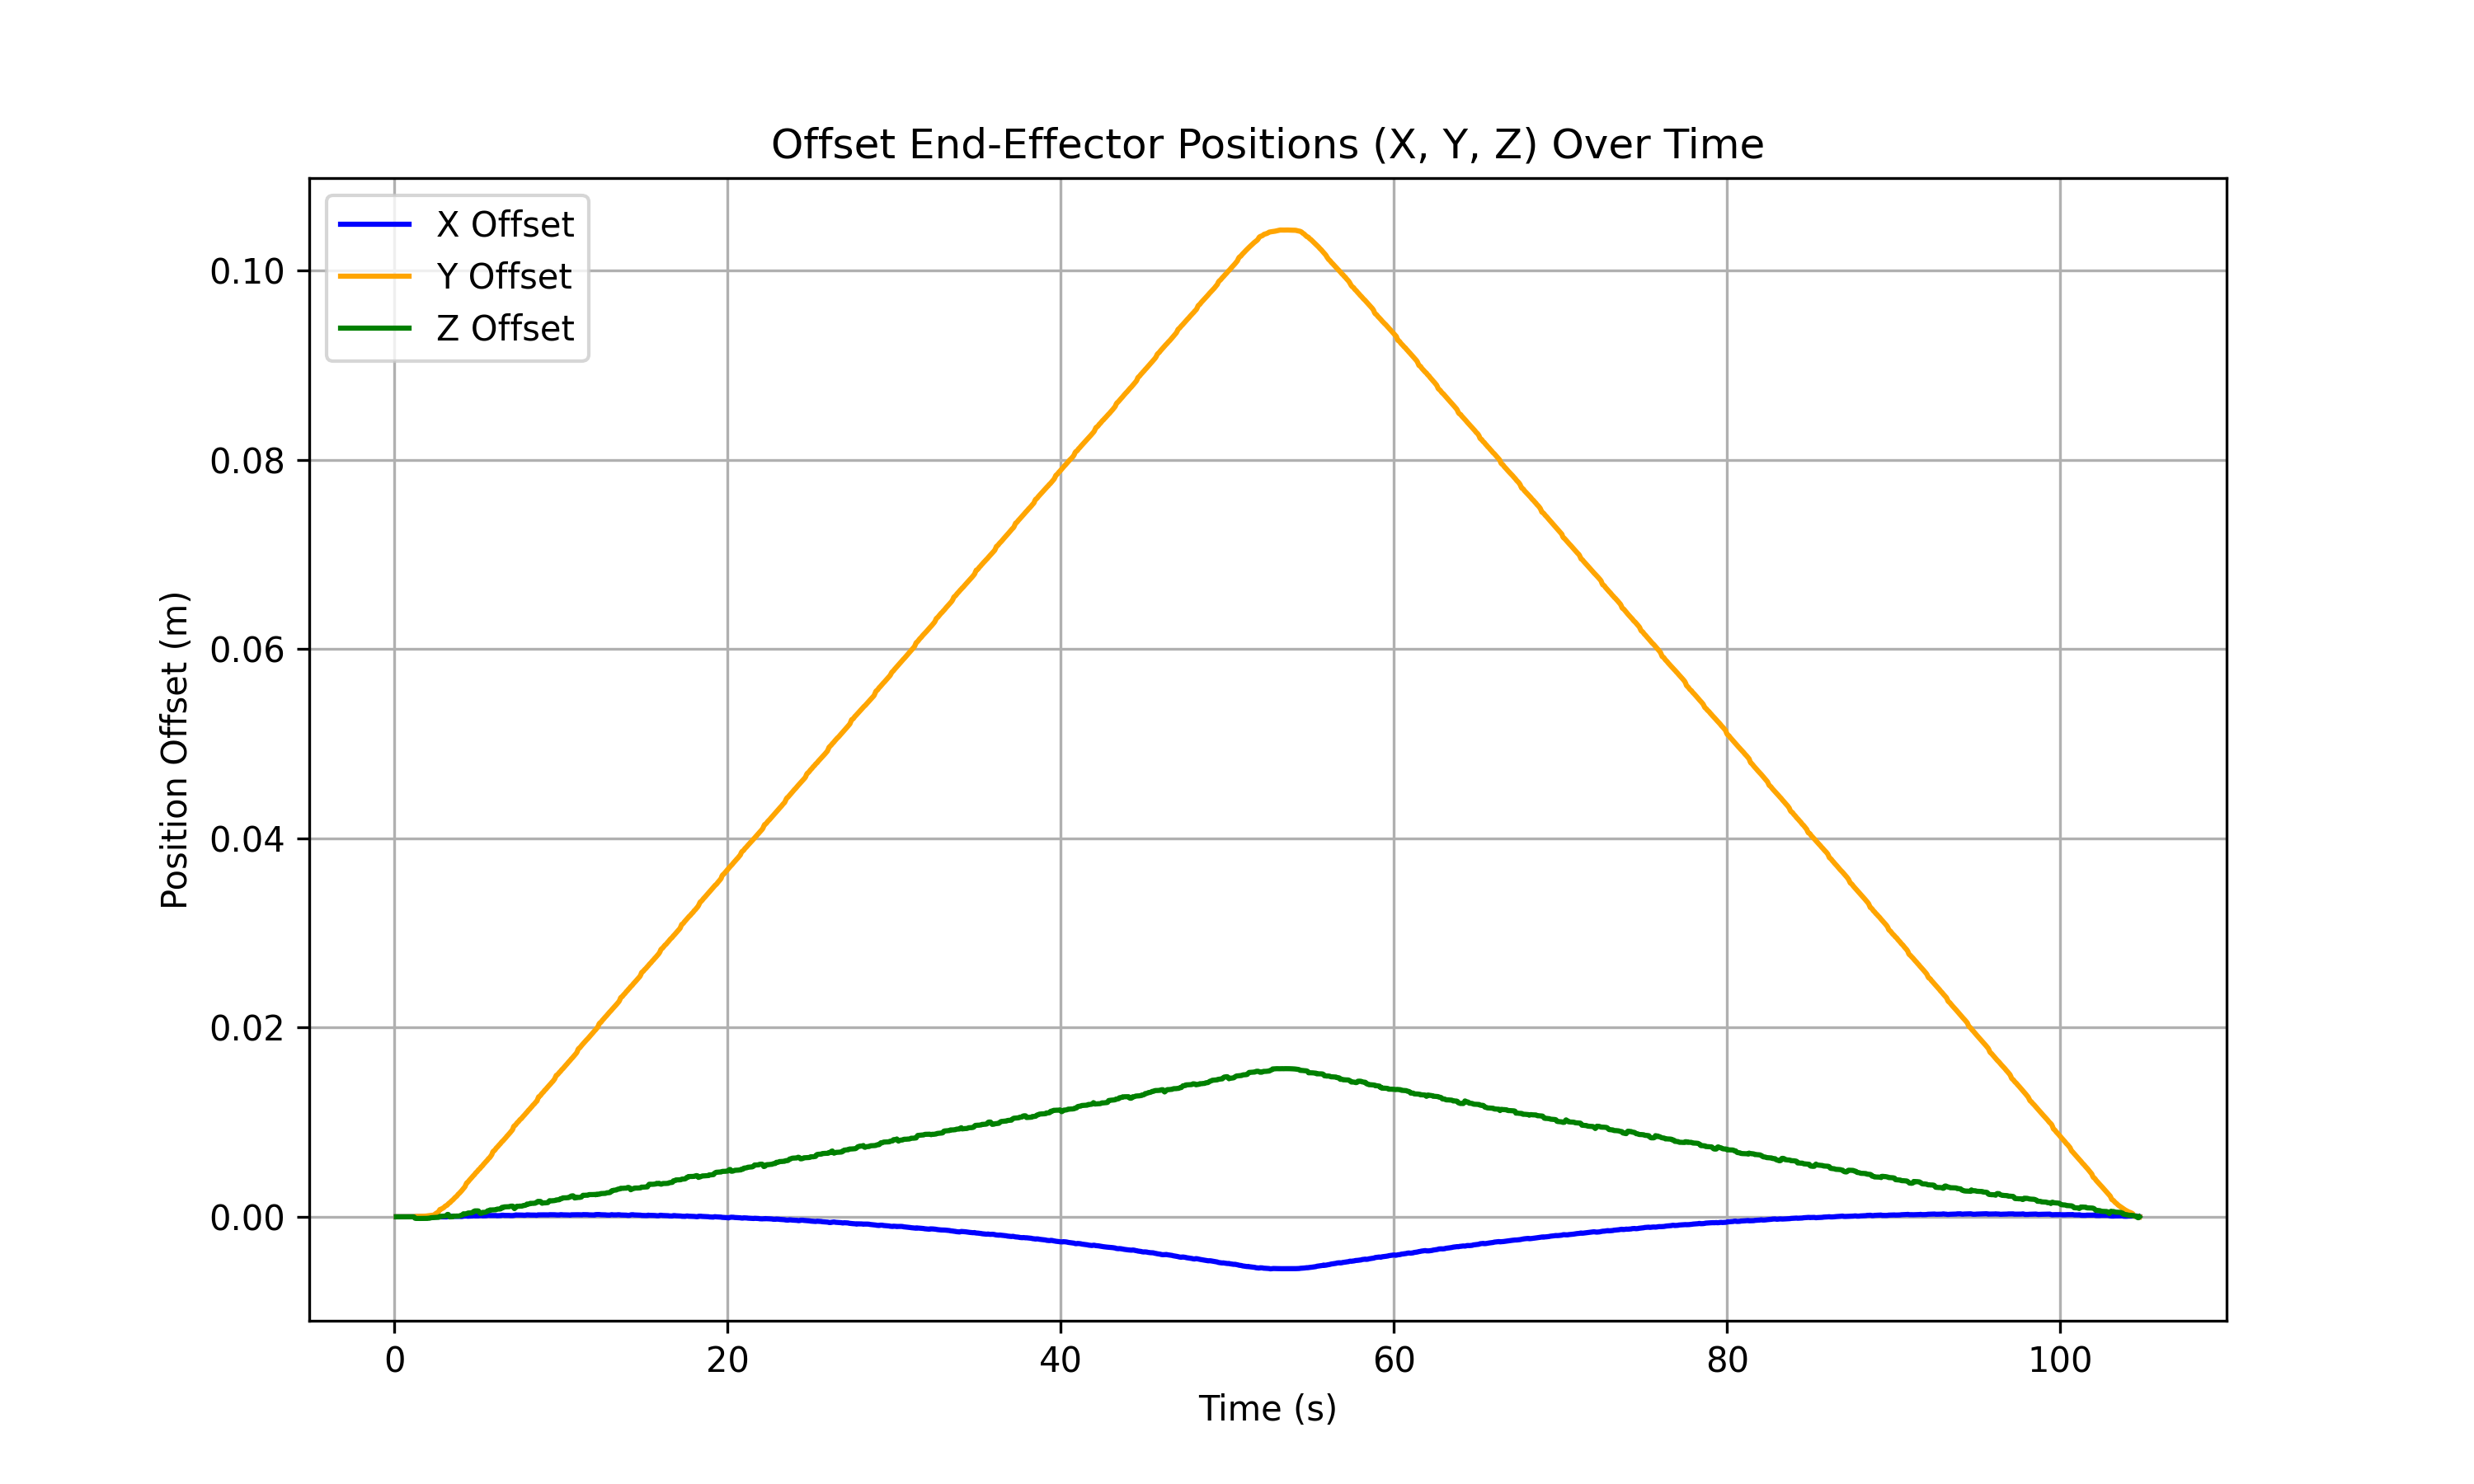 Offset End-Effector Positions (X, Y, Z) Over Time
X Offset
Y Offset
Z Offset
Position Offset (m)
0.10
0.08
0.06
0.04
0.02
0.00
0 20 40 60 80 100
Time (s)